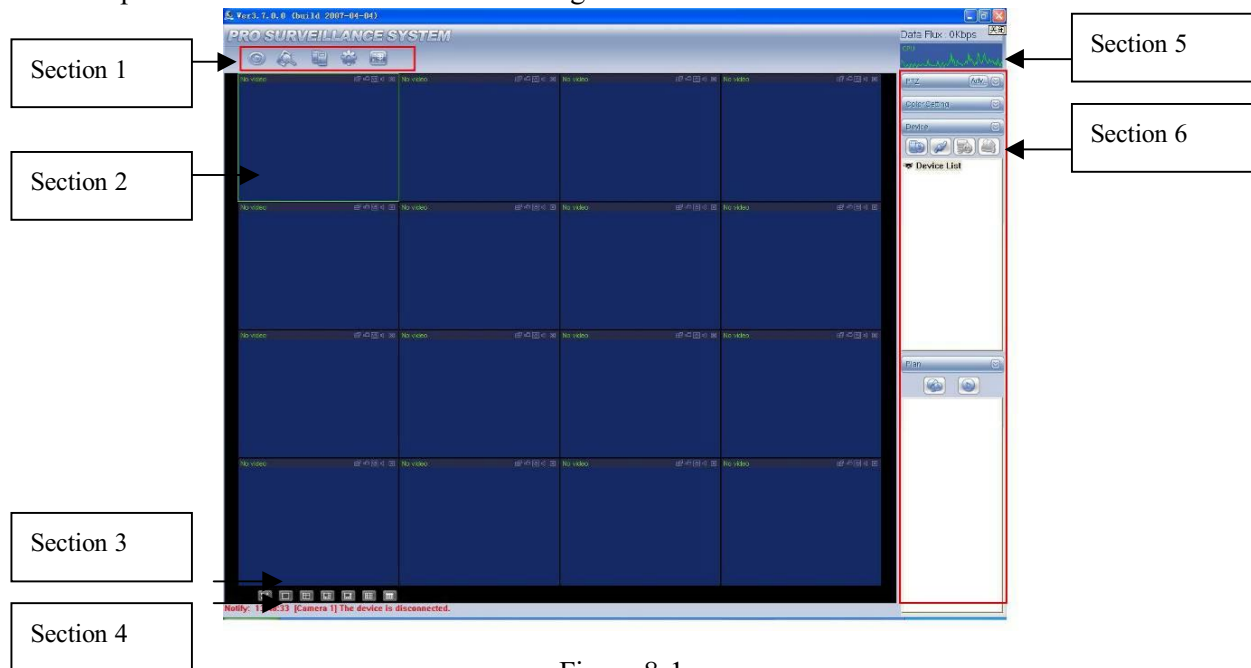 Ver3.7.0.0 (build 2007-04-04)
PRO SURVEILLANCE SYSTEM
Data Flux : 0Kbps
关闭
CPU
Section 1
Section 5
PTZ Adv.
Color Setting
Device
Section 6
Device List
Section 2
No video No video No video No video
No video No video No video No video
No video No video No video No video
Plan
No video No video No video No video
Section 3
Notify: [Camera 1] The device is disconnected.
Section 4
Figure 8-1